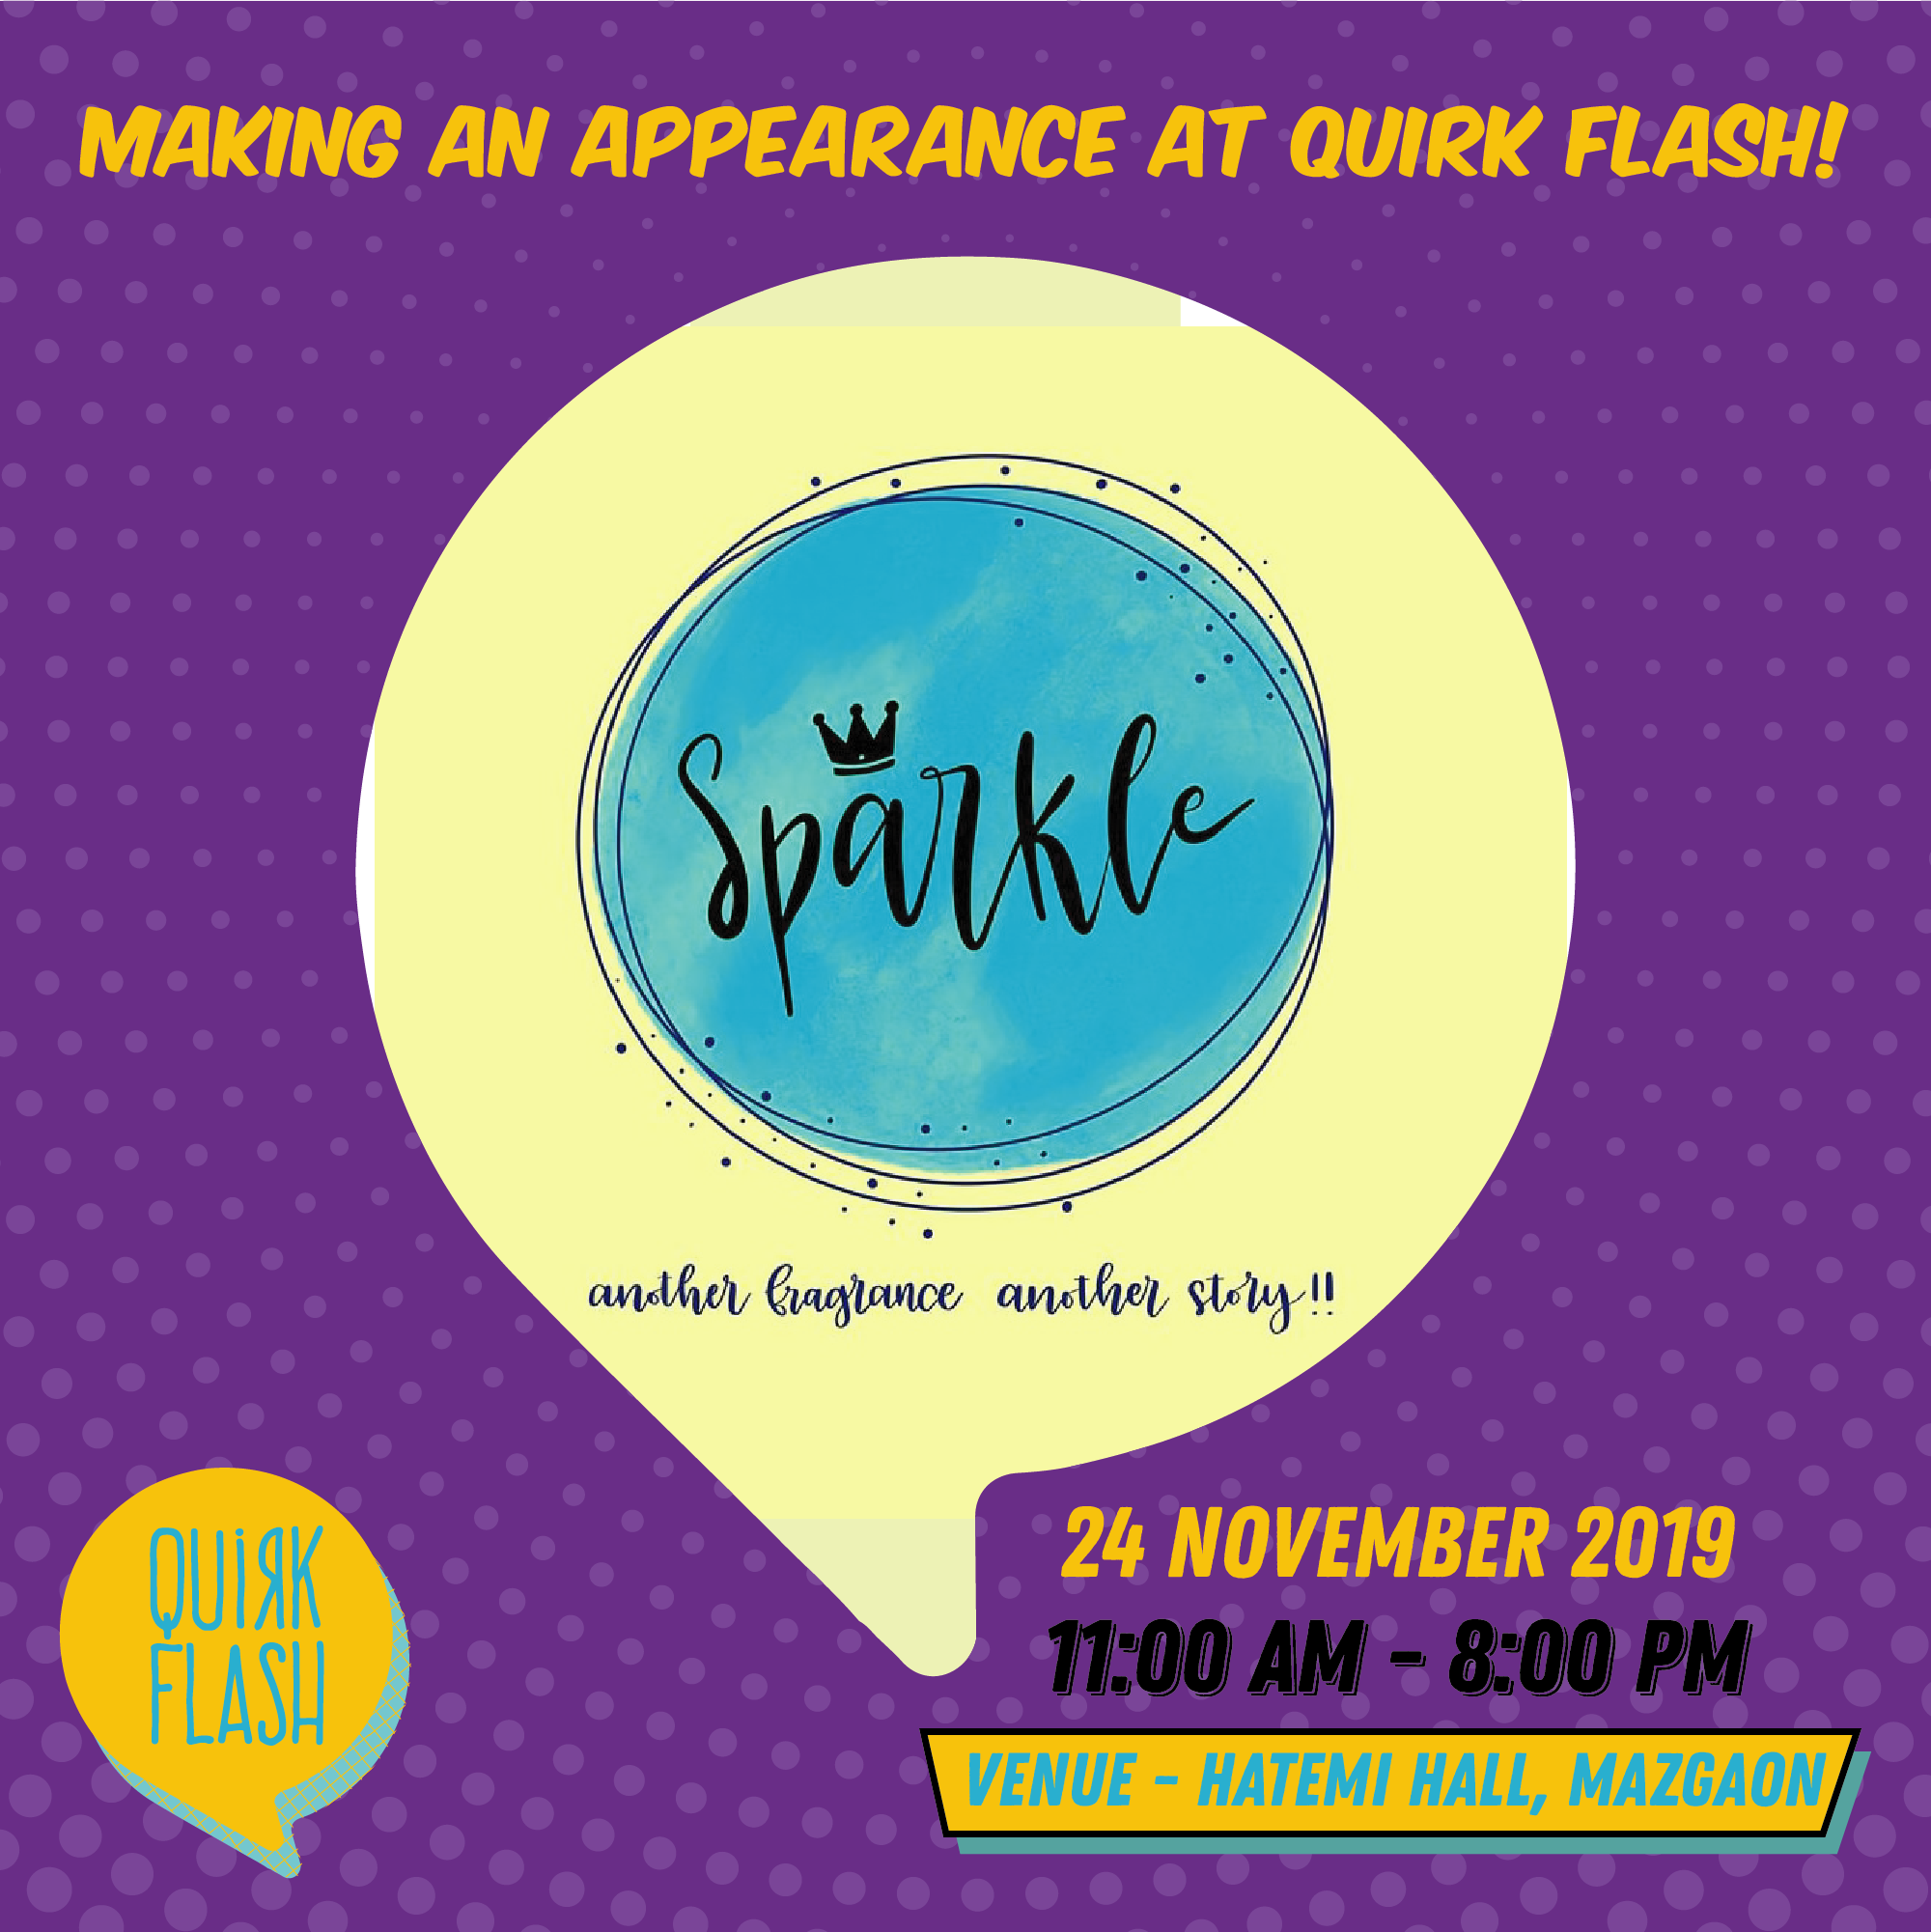 MAKING AN APPEARANCE AT QUIRK FLASH!
Sparkle
another fragrance another story!!
QUIRK
FLASH
24 NOVEMBER 2019
11:00 AM - 8:00 PM
VENUE - HATEMI HALL, MAZGAON